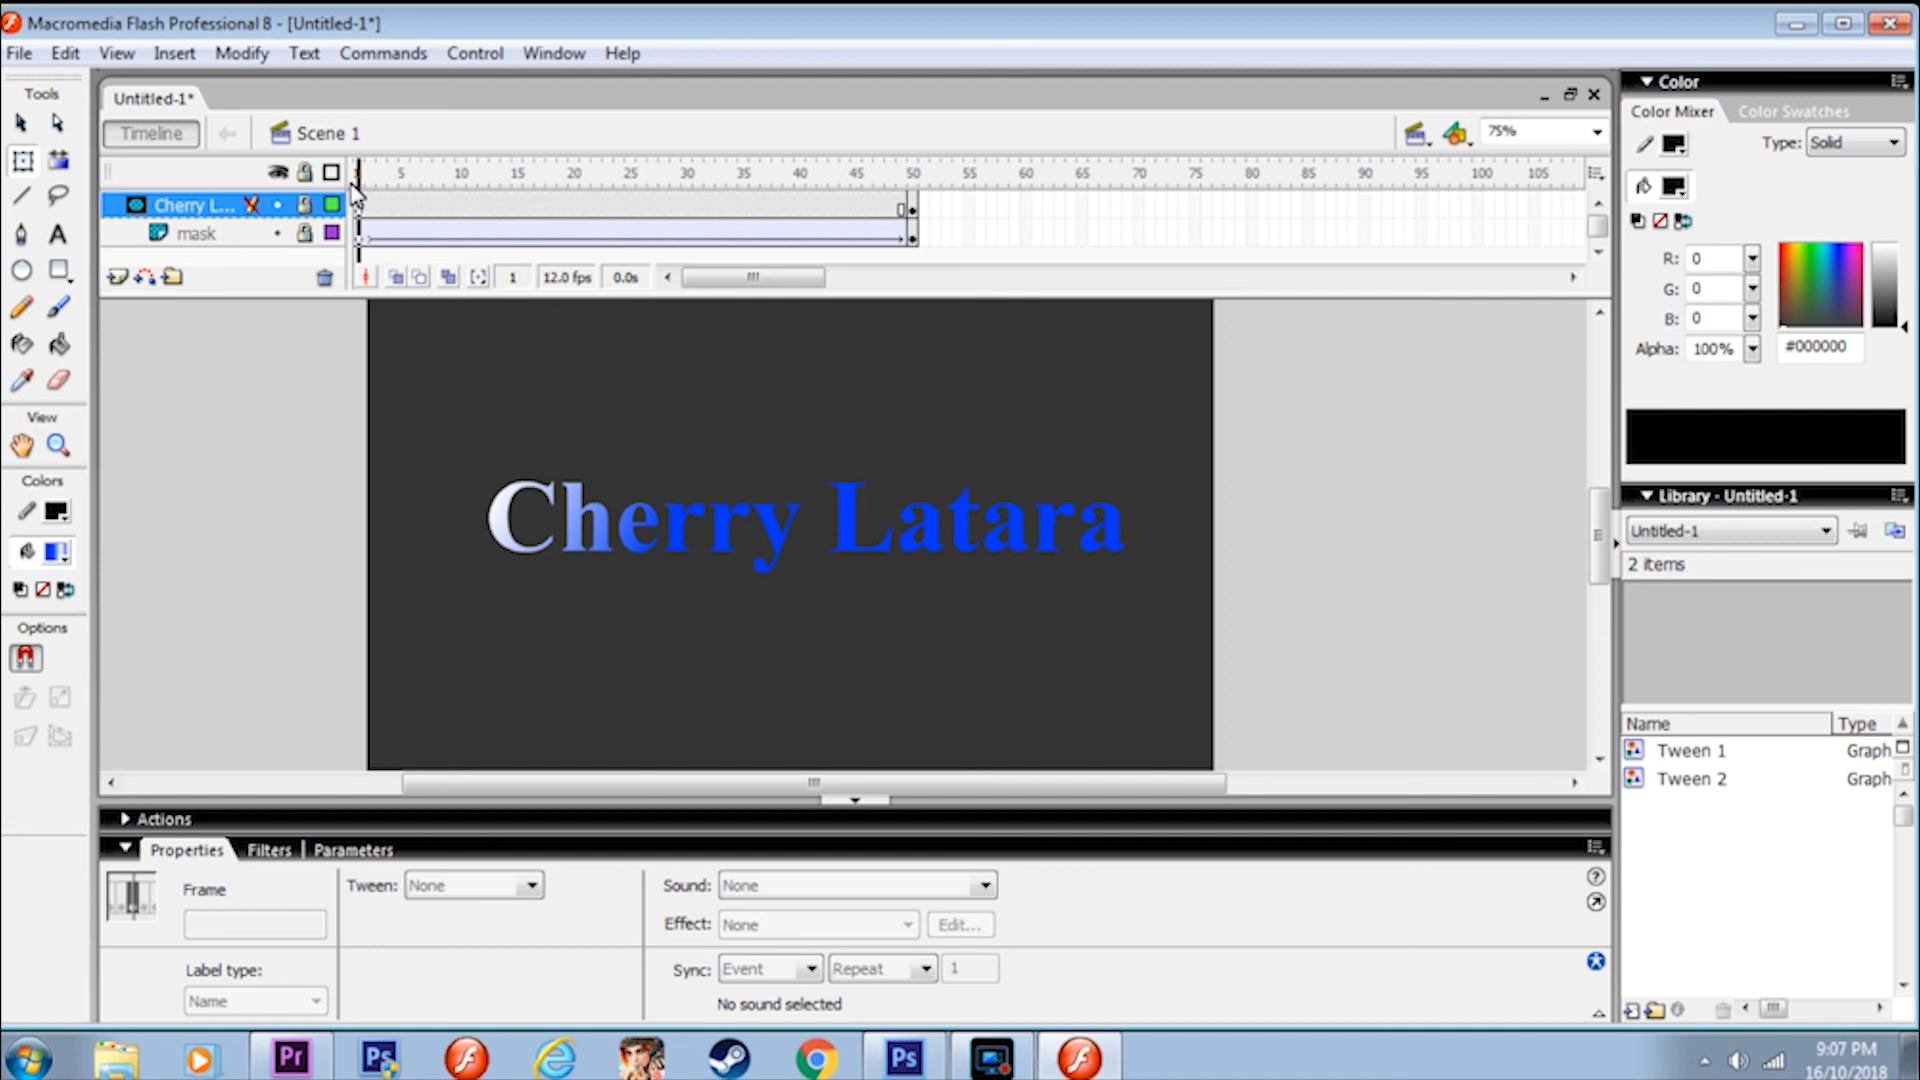 Macromedia Flash Professional 8 - [Untitled-1*]
File Edit View Insert Modify Text Commands Control Window Help
Tools
Untitled-1*
Timeline
Scene 1
75%
5 10 15 20 25 30 35 40 45 50 55 60 65 70 75 80 85 90 95 100 105
Cherry L...
mask
1 12.0 fps 0.0s
Cherry Latara
View
Colors
Options
Color
Color Mixer Color Swatches
Type: Solid
R: 0
G: 0
B: 0
Alpha: 100% #000000
Library - Untitled-1
Untitled-1
2 items
Name Type
Tween 1 Graph
Tween 2 Graph
Actions
Properties Filters Parameters
Frame
Tween: None
Sound: None
Effect: None Edit...
Label type:
Name
Sync: Event Repeat 1
No sound selected
Pr Ps Ps
9:07 PM
16/10/2018